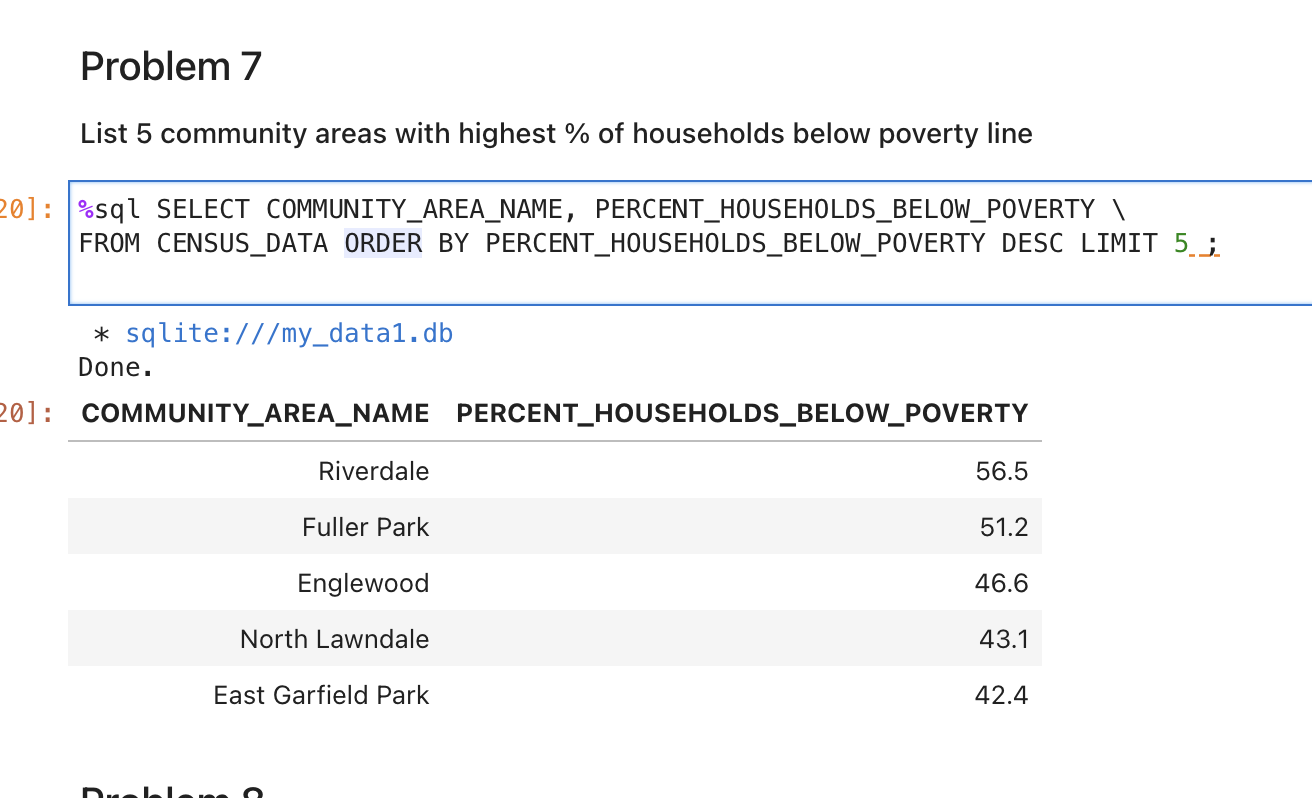 Problem 7
List 5 community areas with highest % of households below poverty line
20]:
%sql SELECT COMMUNITY_AREA_NAME, PERCENT_HOUSEHOLDS_BELOW_POVERTY \
FROM CENSUS_DATA ORDER BY PERCENT_HOUSEHOLDS_BELOW_POVERTY DESC LIMIT 5 ;
* sqlite:///my_data1.db
Done.
20]:
COMMUNITY_AREA_NAME PERCENT_HOUSEHOLDS_BELOW_POVERTY
Riverdale 56.5
Fuller Park 51.2
Englewood 46.6
North Lawndale 43.1
East Garfield Park 42.4
Problem 8